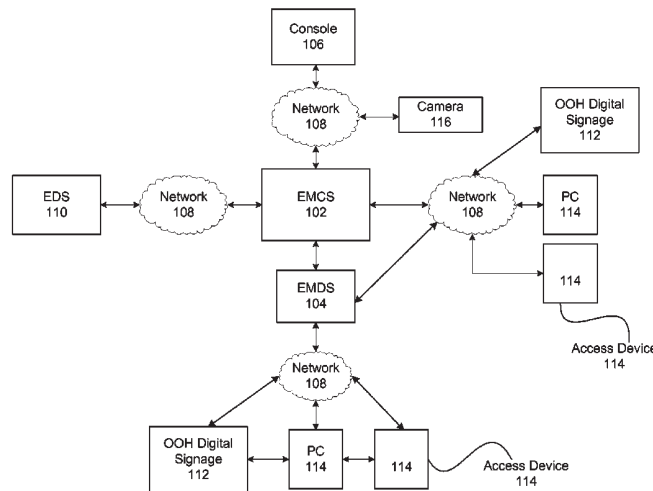 Console
106
Network
108
Camera
116
OOH Digital
Signage
112
EDS
110
Network
108
EMCS
102
Network
108
PC
114
EMDS
104
114
Access Device
114
Network
108
OOH Digital
Signage
112
PC
114
114
Access Device
114